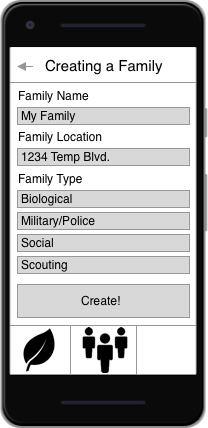 Creating a Family
Family Name
My Family
Family Location
1234 Temp Blvd.
Family Type
Biological
Military/Police
Social
Scouting
Create!